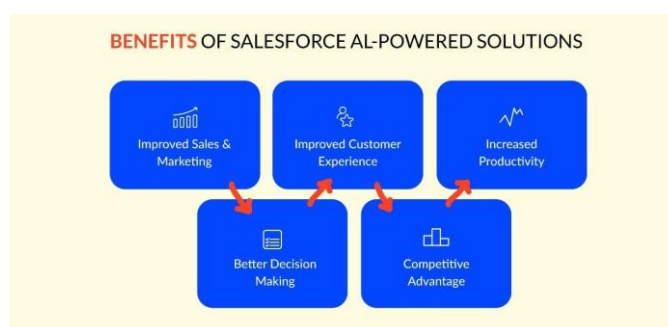 BENEFITS OF SALESFORCE AL-POWERED SOLUTIONS
Improved Sales &
Marketing
Improved Customer
Experience
Increased
Productivity
Better Decision
Making
Competitive
Advantage